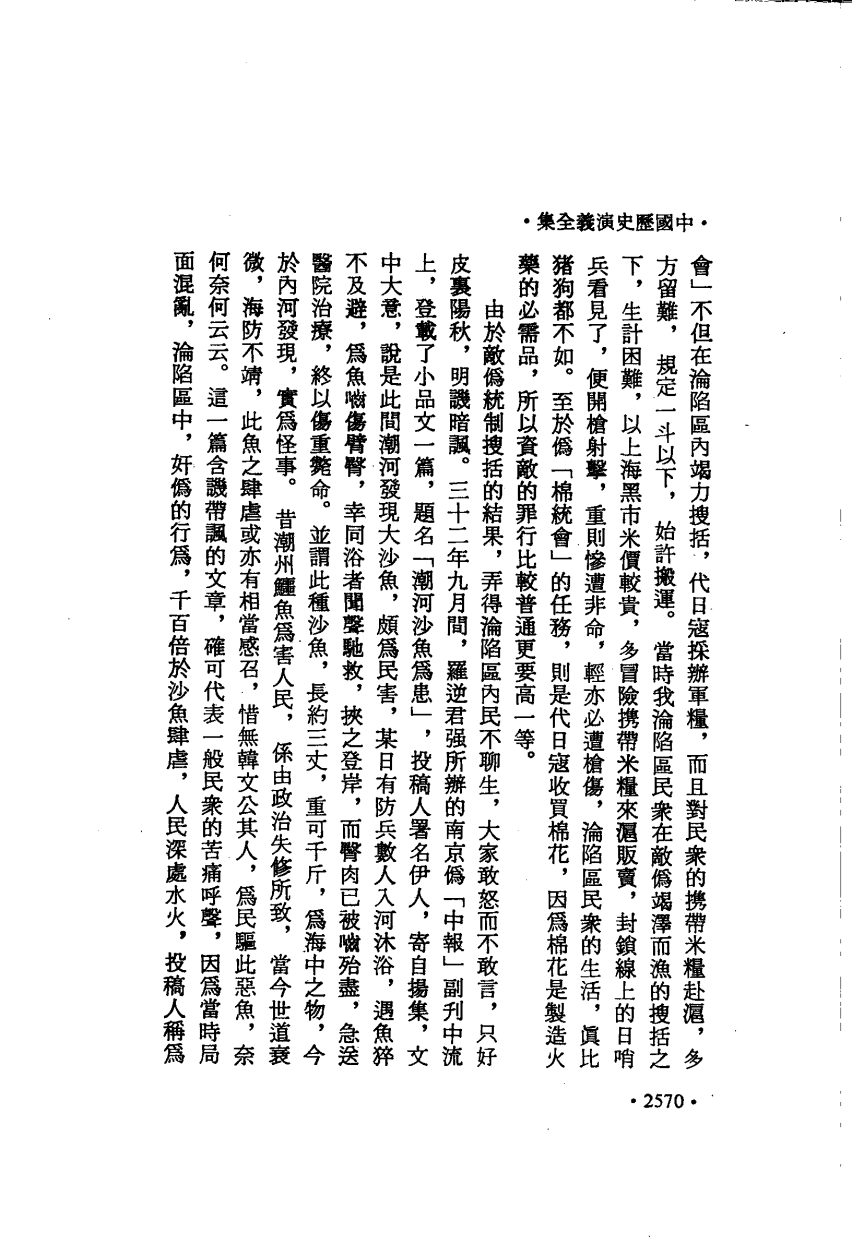 ・中國歷史演義全集・
會」不但在淪陷區內竭力搜括，代日寇採辦軍糧，而且對民衆的携帶米糧赴滬，多
方留難，規定一斗以下，始許搬運。當時我淪陷區民衆在敵僞竭澤而漁的搜括之
下，生計困難，以上海黑市米價較貴，多冒險携帶米糧來滬販賣，封鎖線上的日哨
兵看見了，便開槍射擊，重則慘遭非命，輕亦必遭槍傷，淪陷區民衆的生活，眞比
猪狗都不如。至於僞「棉統會」的任務，則是代日寇收買棉花，因爲棉花是製造火
藥的必需品，所以資敵的罪行比較普通更要高一等。
由於敵僞統制搜括的結果，弄得淪陷區內民不聊生，大家敢怒而不敢言，只好
皮裏陽秋，明譏暗諷。三十二年九月間，羅逆君强所辦的南京僞「中報」副刋中流
上，登載了小品文一篇，題名「潮河沙魚爲患」，投稿人署名伊人，寄自揚集，文
中大意，說是此間潮河發現大沙魚，頗爲民害，某日有防兵數人入河沐浴，遇魚猝
不及避，爲魚嚙傷臂臀，幸同浴者聞聲馳救，挾之登岸，而臀肉已被嚙殆盡，急送
醫院治療，終以傷重斃命。並謂此種沙魚，長約三丈，重可千斤，爲海中之物，今
於內河發現，實爲怪事。昔潮州鱷魚爲害人民，係由政治失修所致，當今世道衰
微，海防不靖，此魚之肆虐或亦有相當感召，惜無韓文公其人，爲民驅此惡魚，奈
何奈何云云。這一篇含譏帶諷的文章，確可代表一般民衆的苦痛呼聲，因爲當時局
面混亂，淪陷區中，奸僞的行爲，千百倍於沙魚肆虐，人民深處水火，投稿人稱爲
・2570・